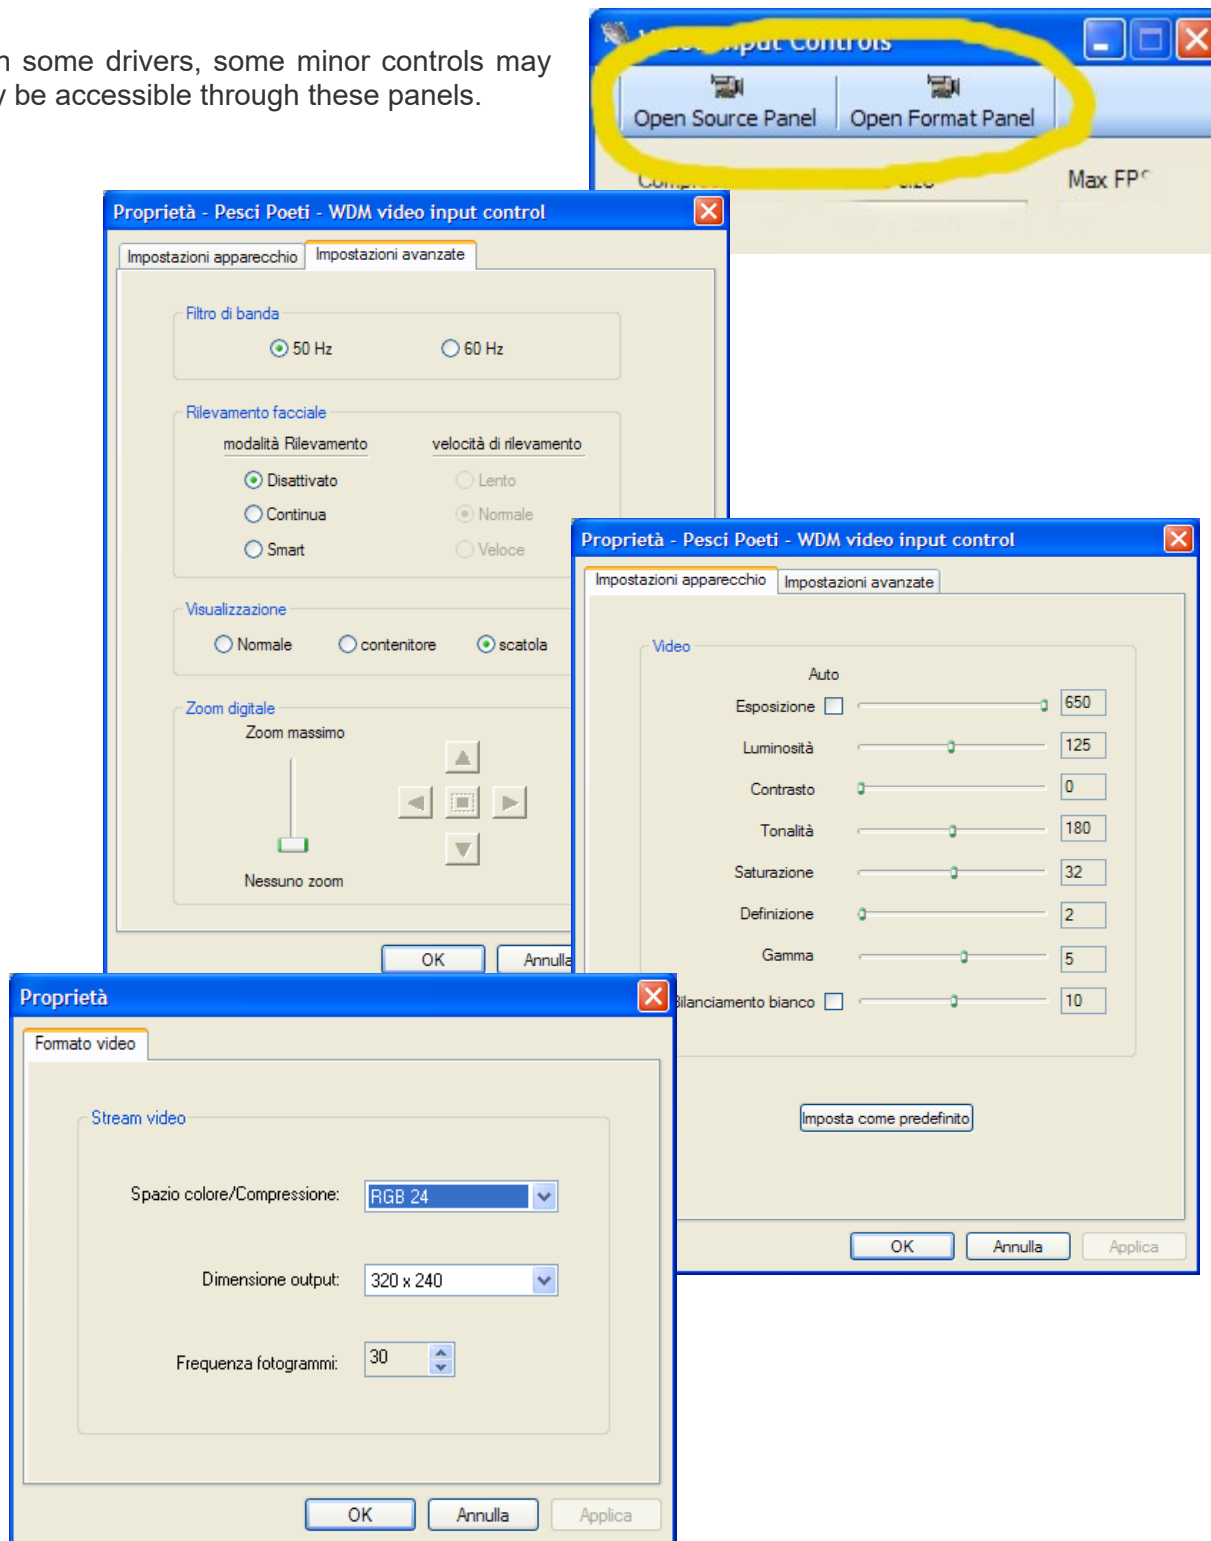 some drivers, some minor controls may
be accessible through these panels.
Controls
Open Source Panel
Open Format Panel
Max FPS
Proprietà - Pesci Poeti - WDM video input control
Impostazioni apparecchio
Impostazioni avanzate
Filtro di banda
50 Hz
60 Hz
Rilevamento facciale
modalità Rilevamento
velocità di rilevamento
Disattivato
Lento
Continua
Normale
Smart
Veloce
Visualizzazione
Normale
contenitore
scatola
Zoom digitale
Zoom massimo
Nessuno zoom
OK
Annulla
Proprietà - Pesci Poeti - WDM video input control
Impostazioni apparecchio
Impostazioni avanzate
Video
Auto
Esposizione
650
Luminosità
125
Contrasto
0
Tonalità
180
Saturazione
32
Definizione
2
Gamma
5
Bilanciamento bianco
10
Imposta come predefinito
OK
Annulla
Applica
Proprietà
Formato video
Stream video
Spazio colore/Compressione:
RGB 24
Dimensione output:
320 x 240
Frequenza fotogrammi:
30
OK
Annulla
Applica